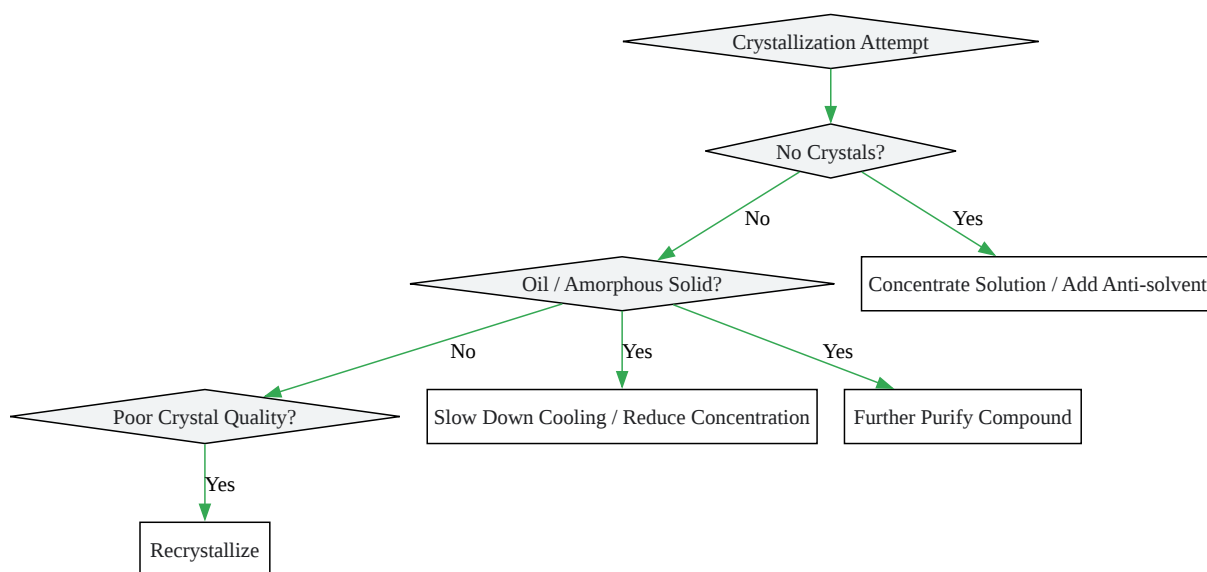 Crystallization Attempt
No Crystals?
No
Yes
Oil / Amorphous Solid?
Concentrate Solution / Add Anti-solvent
No
Yes
Yes
Poor Crystal Quality?
Slow Down Cooling / Reduce Concentration
Further Purify Compound
Yes
Recrystallize